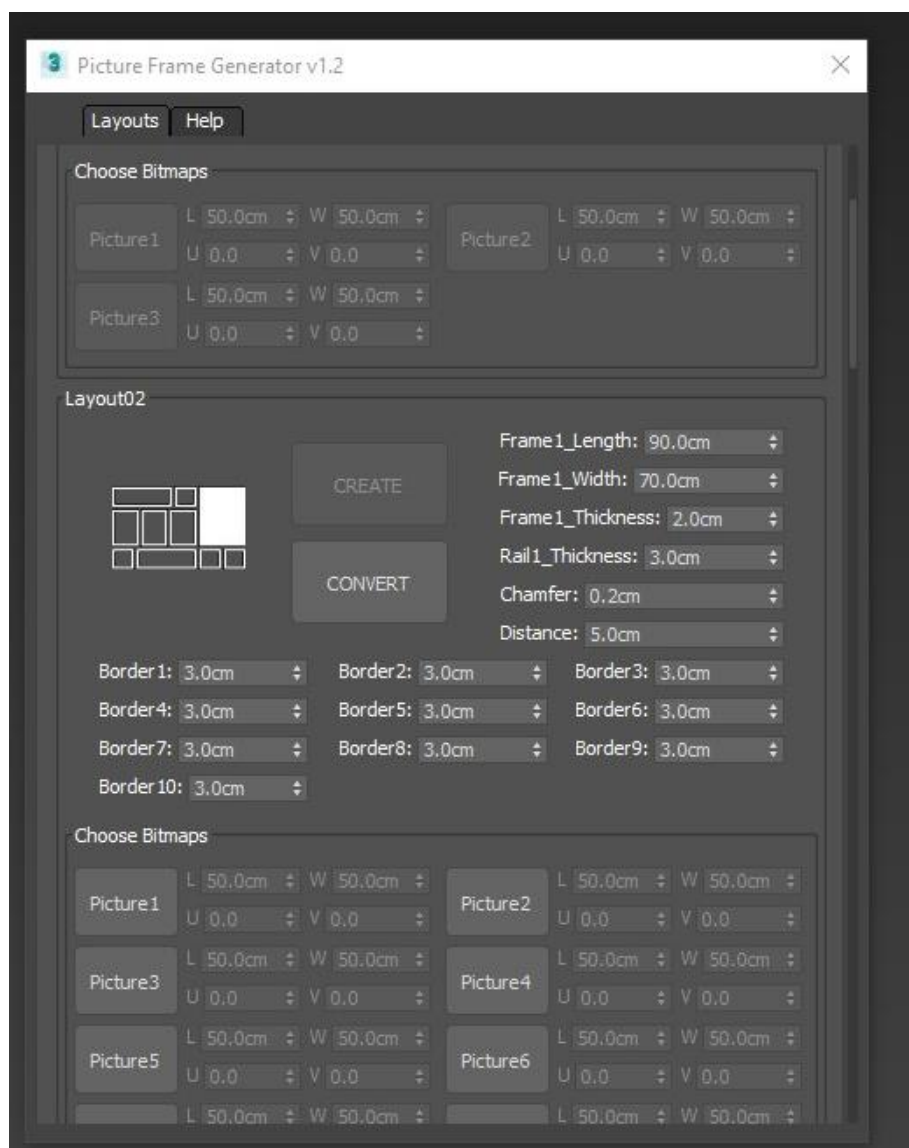 3 Picture Frame Generator v1.2
Layouts Help
Choose Bitmaps
Picture1 L 50.0cm W 50.0cm Picture2 L 50.0cm W 50.0cm
U 0.0 V 0.0 U 0.0 V 0.0
Picture3 L 50.0cm W 50.0cm
U 0.0 V 0.0
Layout02
Frame1_Length: 90.0cm
CREATE Frame1_Width: 70.0cm
Frame1_Thickness: 2.0cm
Rail1_Thickness: 3.0cm
CONVERT Chamfer: 0.2cm
Distance: 5.0cm
Border1: 3.0cm Border2: 3.0cm Border3: 3.0cm
Border4: 3.0cm Border5: 3.0cm Border6: 3.0cm
Border7: 3.0cm Border8: 3.0cm Border9: 3.0cm
Border10: 3.0cm
Choose Bitmaps
Picture1 L 50.0cm W 50.0cm Picture2 L 50.0cm W 50.0cm
U 0.0 V 0.0 U 0.0 V 0.0
Picture3 L 50.0cm W 50.0cm Picture4 L 50.0cm W 50.0cm
U 0.0 V 0.0 U 0.0 V 0.0
Picture5 L 50.0cm W 50.0cm Picture6 L 50.0cm W 50.0cm
U 0.0 V 0.0 U 0.0 V 0.0
L 50.0cm W 50.0cm L 50.0cm W 50.0cm